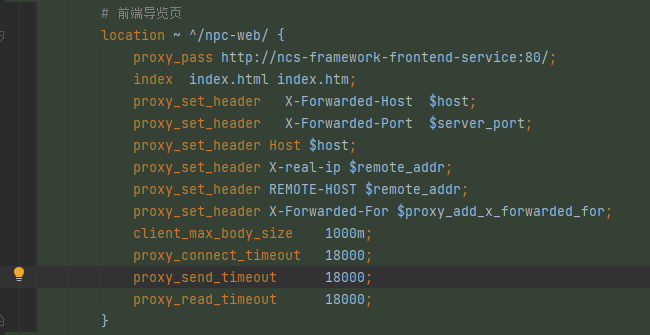 # 前端导览页
location ~ ^/npc-web/ {
proxy_pass http://ncs-framework-frontend-service:80/;
index  index.html index.htm;
proxy_set_header   X-Forwarded-Host  $host;
proxy_set_header   X-Forwarded-Port  $server_port;
proxy_set_header Host $host;
proxy_set_header X-real-ip $remote_addr;
proxy_set_header REMOTE-HOST $remote_addr;
proxy_set_header X-Forwarded-For $proxy_add_x_forwarded_for;
client_max_body_size    1000m;
proxy_connect_timeout   18000;
proxy_send_timeout      18000;
proxy_read_timeout      18000;
}